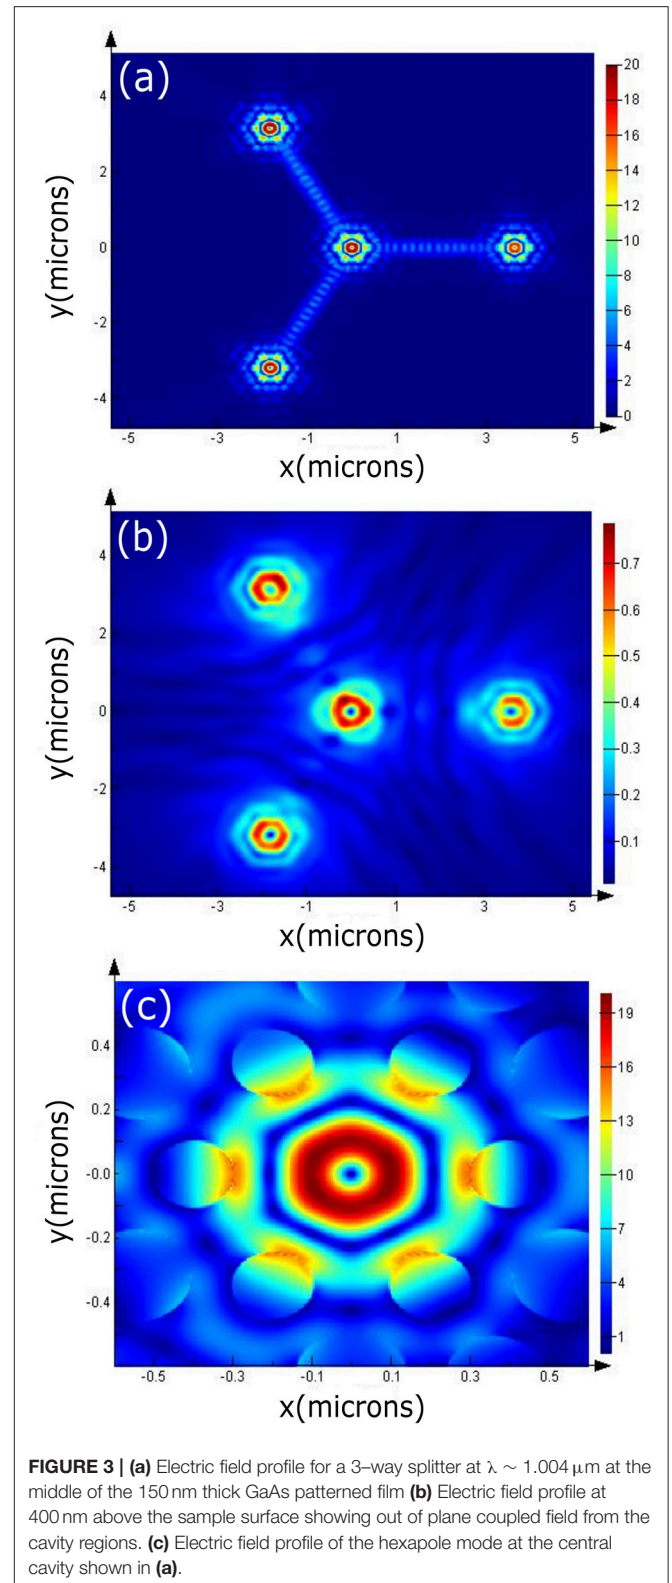 (a)
20
18
16
14
12
10
8
6
4
2
0
4
2
0
-2
-4
y(microns)
-5 -3 -1 1 3 5
x(microns)
(b)
0.7
0.6
0.5
0.4
0.3
0.2
0.1
4
2
0
-2
-4
y(microns)
-5 -3 -1 1 3 5
x(microns)
(c)
19
16
13
10
7
4
1
0.4
0.2
-0.0
-0.2
-0.4
y(microns)
-0.5 -0.3 -0.1 0.1 0.3 0.5
x(microns)
FIGURE 3 | (a) Electric field profile for a 3–way splitter at λ ∼ 1.004 μm at the
middle of the 150 nm thick GaAs patterned film (b) Electric field profile at
400 nm above the sample surface showing out of plane coupled field from the
cavity regions. (c) Electric field profile of the hexapole mode at the central
cavity shown in (a).